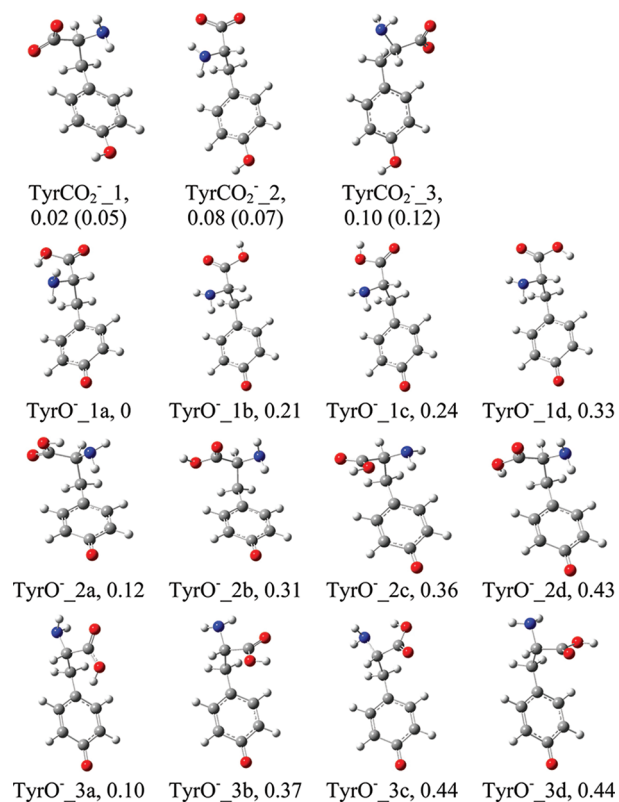 TyrCO₂⁻_1, TyrCO₂⁻_2, TyrCO₂⁻_3,
0.02 (0.05) 0.08 (0.07) 0.10 (0.12)
TyrO⁻_1a, 0 TyrO⁻_1b, 0.21 TyrO⁻_1c, 0.24 TyrO⁻_1d, 0.33
TyrO⁻_2a, 0.12 TyrO⁻_2b, 0.31 TyrO⁻_2c, 0.36 TyrO⁻_2d, 0.43
TyrO⁻_3a, 0.10 TyrO⁻_3b, 0.37 TyrO⁻_3c, 0.44 TyrO⁻_3d, 0.44